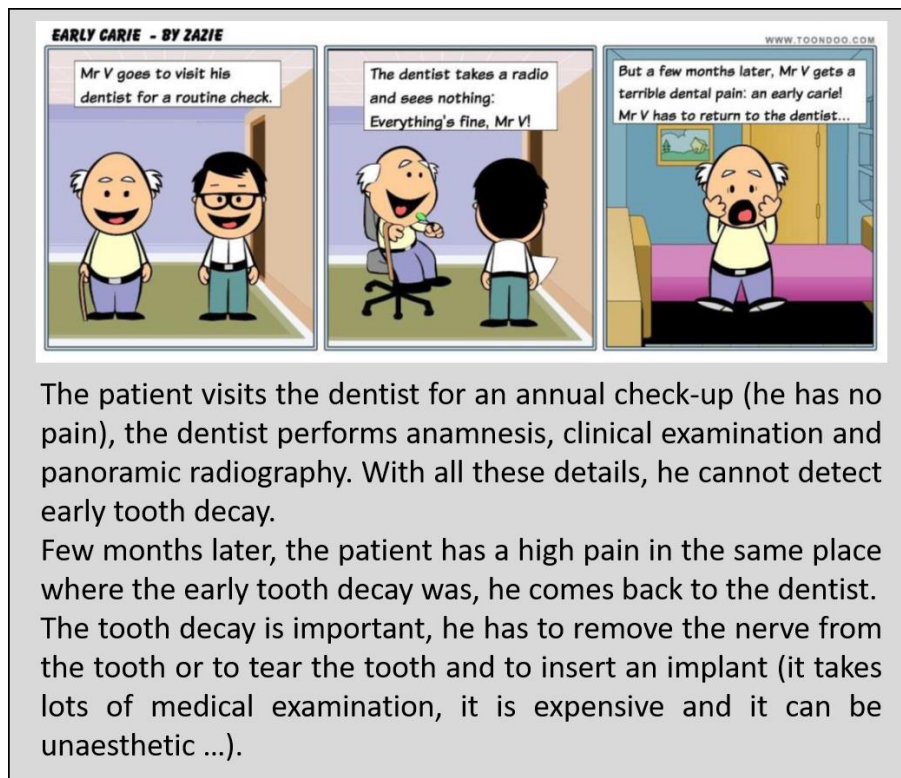 EARLY CARIE - BY ZAZIE
WWW.TOONDOO.COM
Mr V goes to visit his
dentist for a routine check.
The dentist takes a radio
and sees nothing:
Everything's fine, Mr V!
But a few months later, Mr V gets a
terrible dental pain: an early carie!
Mr V has to return to the dentist...
The patient visits the dentist for an annual check-up (he has no
pain), the dentist performs anamnesis, clinical examination and
panoramic radiography. With all these details, he cannot detect
early tooth decay.
Few months later, the patient has a high pain in the same place
where the early tooth decay was, he comes back to the dentist.
The tooth decay is important, he has to remove the nerve from
the tooth or to tear the tooth and to insert an implant (it takes
lots of medical examination, it is expensive and it can be
unaesthetic ...).